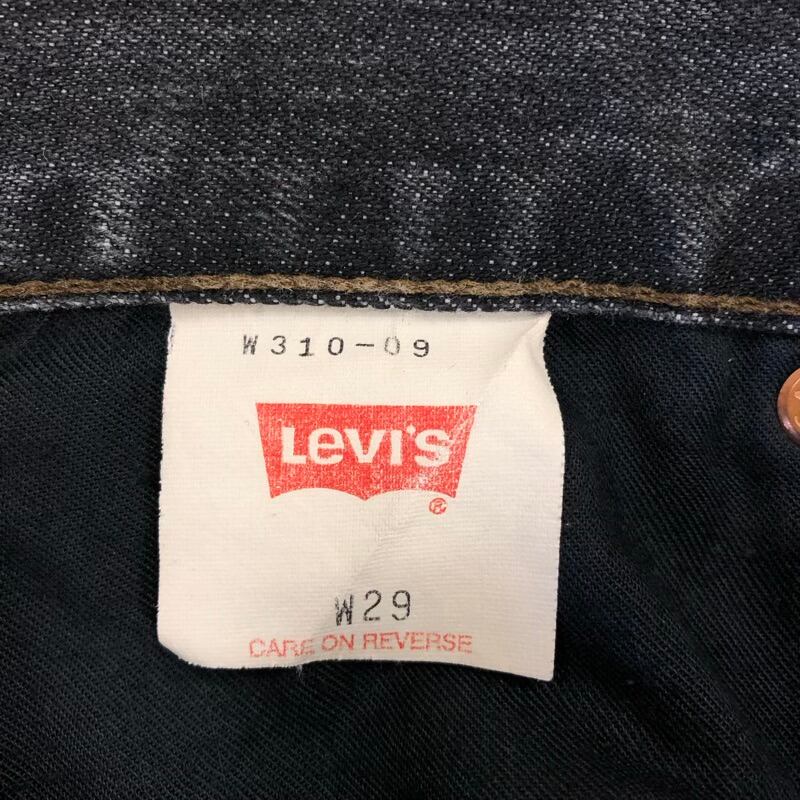 W310-09
LEVI'S
®
W29
CARE ON REVERSE